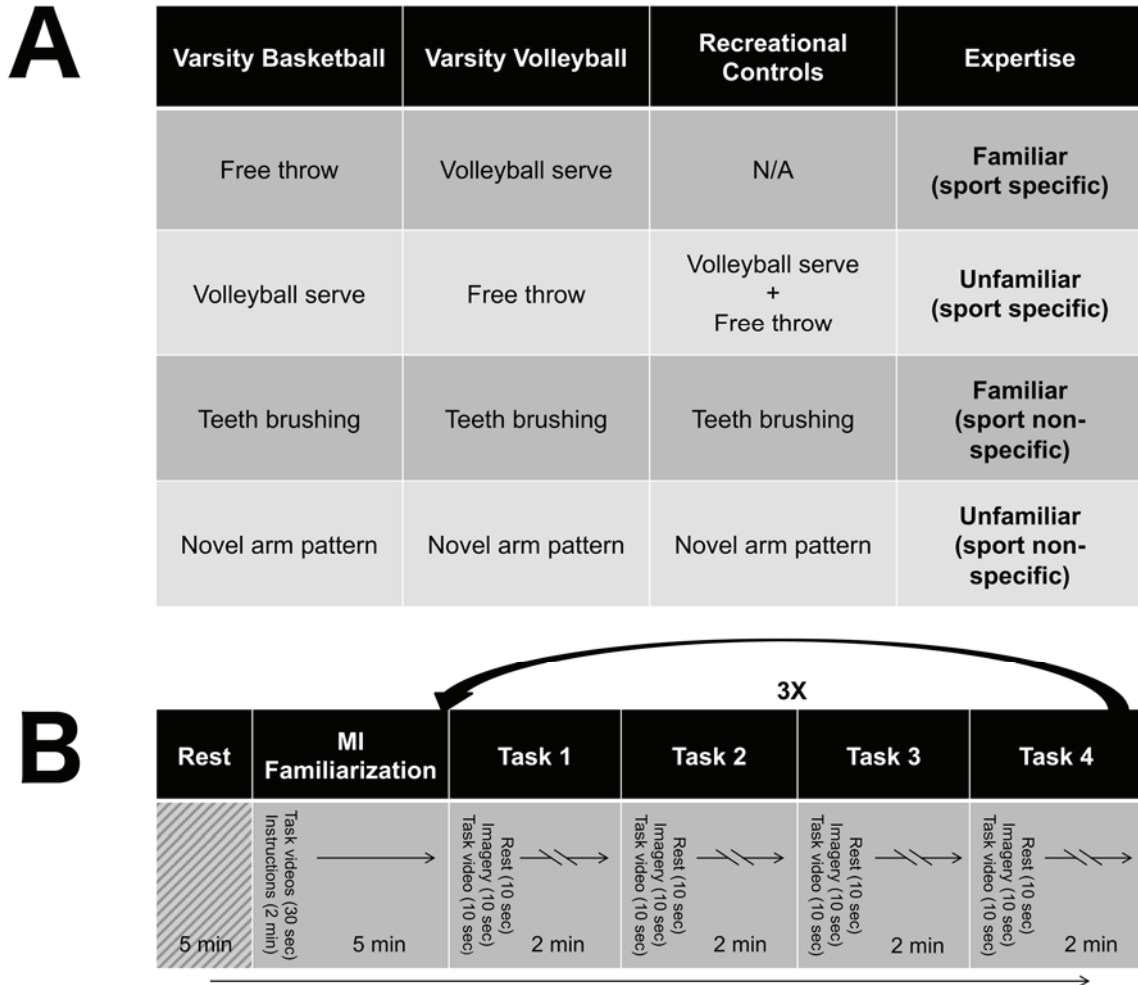 A
Varsity Basketball
Varsity Volleyball
Recreational
Controls
Expertise
Free throw
Volleyball serve
N/A
Familiar
(sport specific)
Volleyball serve
Free throw
Volleyball serve
+
Free throw
Unfamiliar
(sport specific)
Teeth brushing
Teeth brushing
Teeth brushing
Familiar
(sport non-
specific)
Novel arm pattern
Novel arm pattern
Novel arm pattern
Unfamiliar
(sport non-
specific)
3X
B
Rest
MI
Familiarization
Task 1
Task 2
Task 3
Task 4
5 min
Task videos (30 sec)
Instructions (2 min)
5 min
Rest (10 sec)
Imagery (10 sec)
Task video (10 sec)
2 min
Rest (10 sec)
Imagery (10 sec)
Task video (10 sec)
2 min
Rest (10 sec)
Imagery (10 sec)
Task video (10 sec)
2 min
Rest (10 sec)
Imagery (10 sec)
Task video (10 sec)
2 min